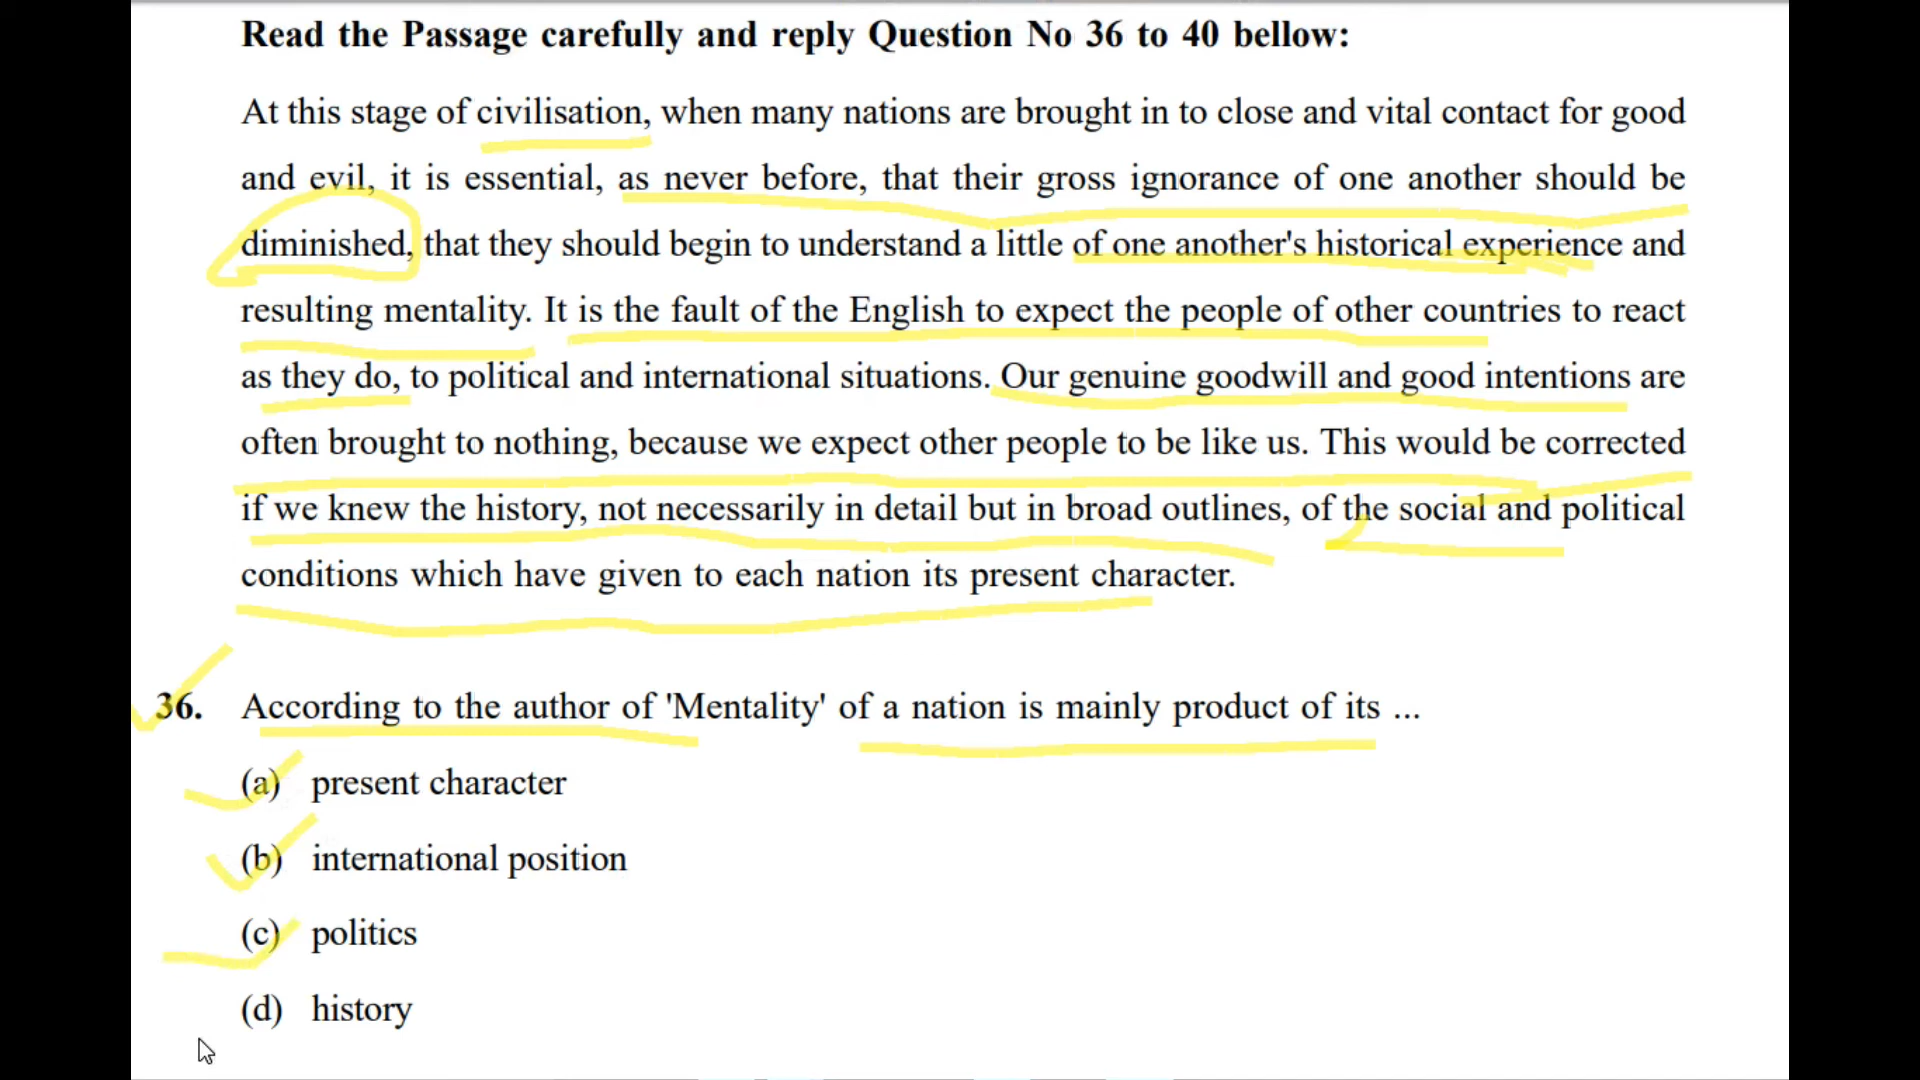 Read the Passage carefully and reply Question No 36 to 40 bellow:
At this stage of civilisation, when many nations are brought in to close and vital contact for good
and evil, it is essential, as never before, that their gross ignorance of one another should be
diminished, that they should begin to understand a little of one another's historical experience and
resulting mentality. It is the fault of the English to expect the people of other countries to react
as they do, to political and international situations. Our genuine goodwill and good intentions are
often brought to nothing, because we expect other people to be like us. This would be corrected
if we knew the history, not necessarily in detail but in broad outlines, of the social and political
conditions which have given to each nation its present character.
36. According to the author of 'Mentality' of a nation is mainly product of its ...
(a) present character
(b) international position
(c) politics
(d) history